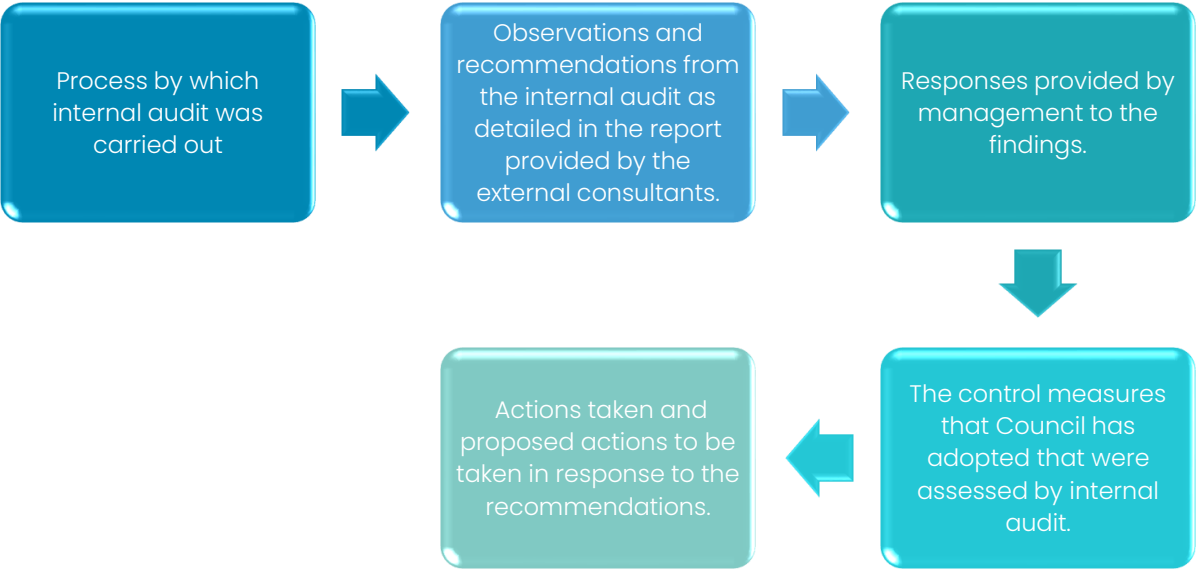 Process by which
internal audit was
carried out
Observations and
recommendations from
the internal audit as
detailed in the report
provided by the
external consultants.
Responses provided by
management to the
findings.
The control measures
that Council has
adopted that were
assessed by internal
audit.
Actions taken and
proposed actions to be
taken in response to the
recommendations.